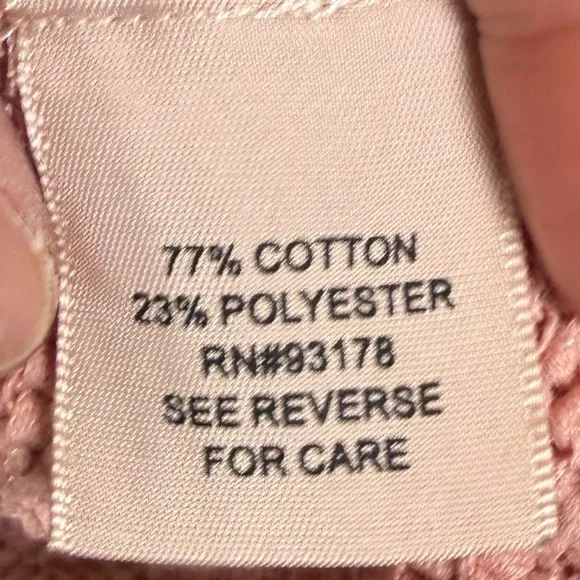 77% COTTON
23% POLYESTER
RN#93178
SEE REVERSE
FOR CARE